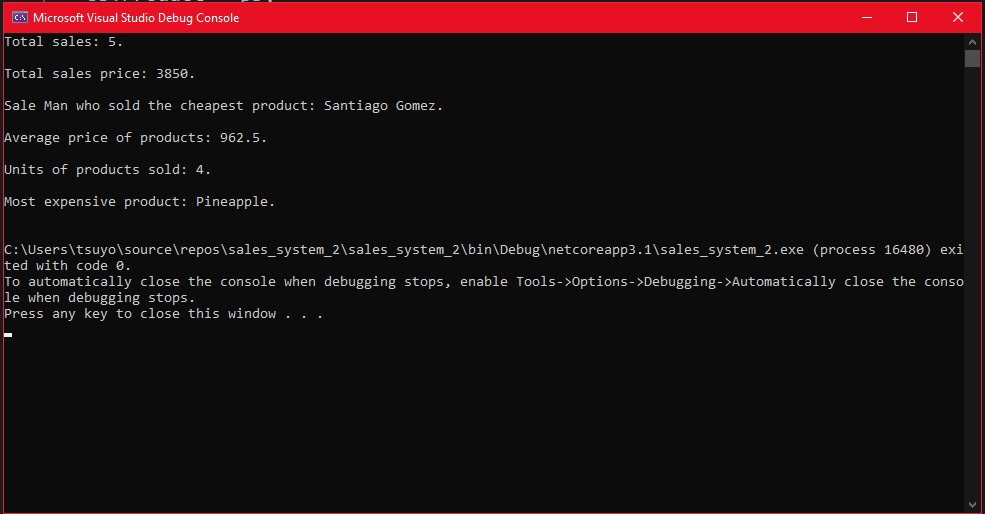 Microsoft Visual Studio Debug Console
Total sales: 5.
Total sales price: 3850.
Sale Man who sold the cheapest product: Santiago Gomez.
Average price of products: 962.5.
Units of products sold: 4.
Most expensive product: Pineapple.
C:\Users\tsuyo\source\repos\sales_system_2\sales_system_2\bin\Debug\netcoreapp3.1\sales_system_2.exe (process 16480) exi
ted with code 0.
To automatically close the console when debugging stops, enable Tools->Options->Debugging->Automatically close the conso
le when debugging stops.
Press any key to close this window . . .